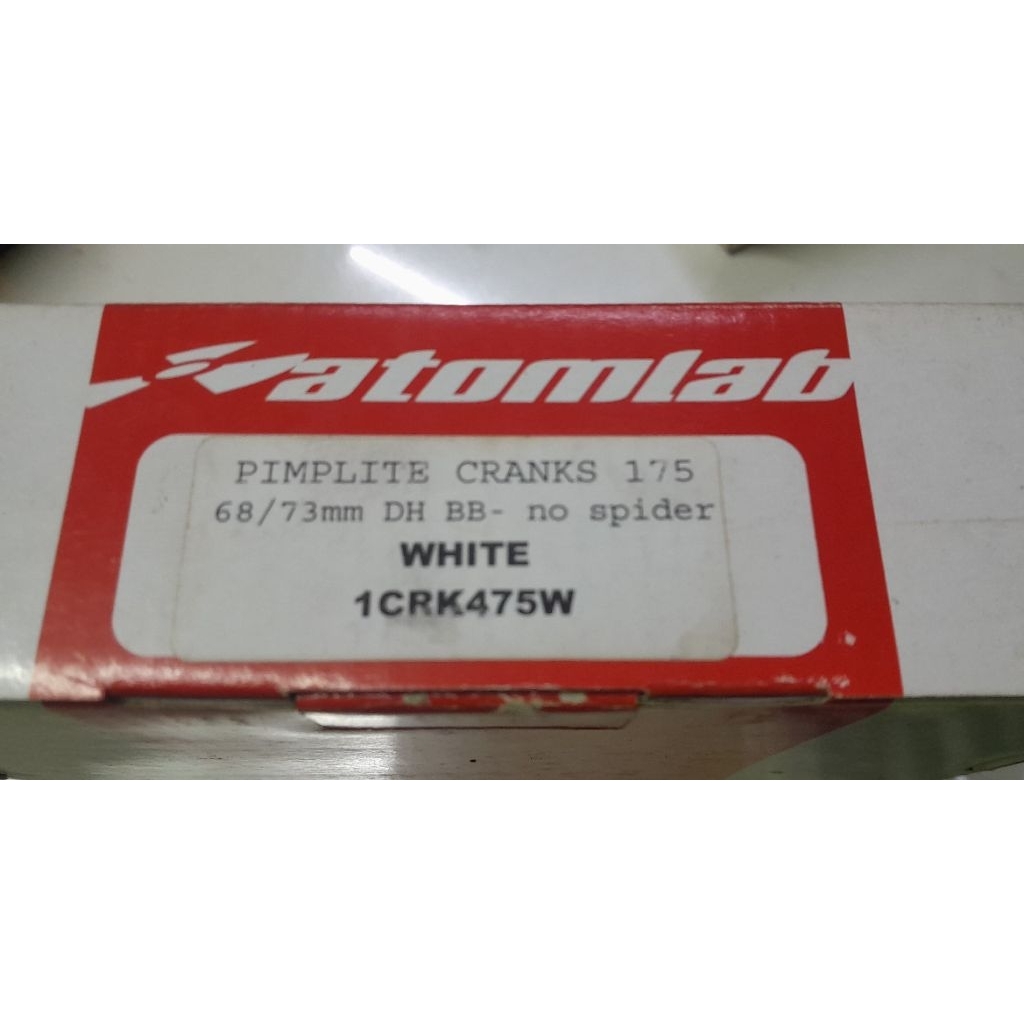 atomlab
PIMPLITE CRANKS 175
68/73mm DH BB- no spider
WHITE
1CRK475W